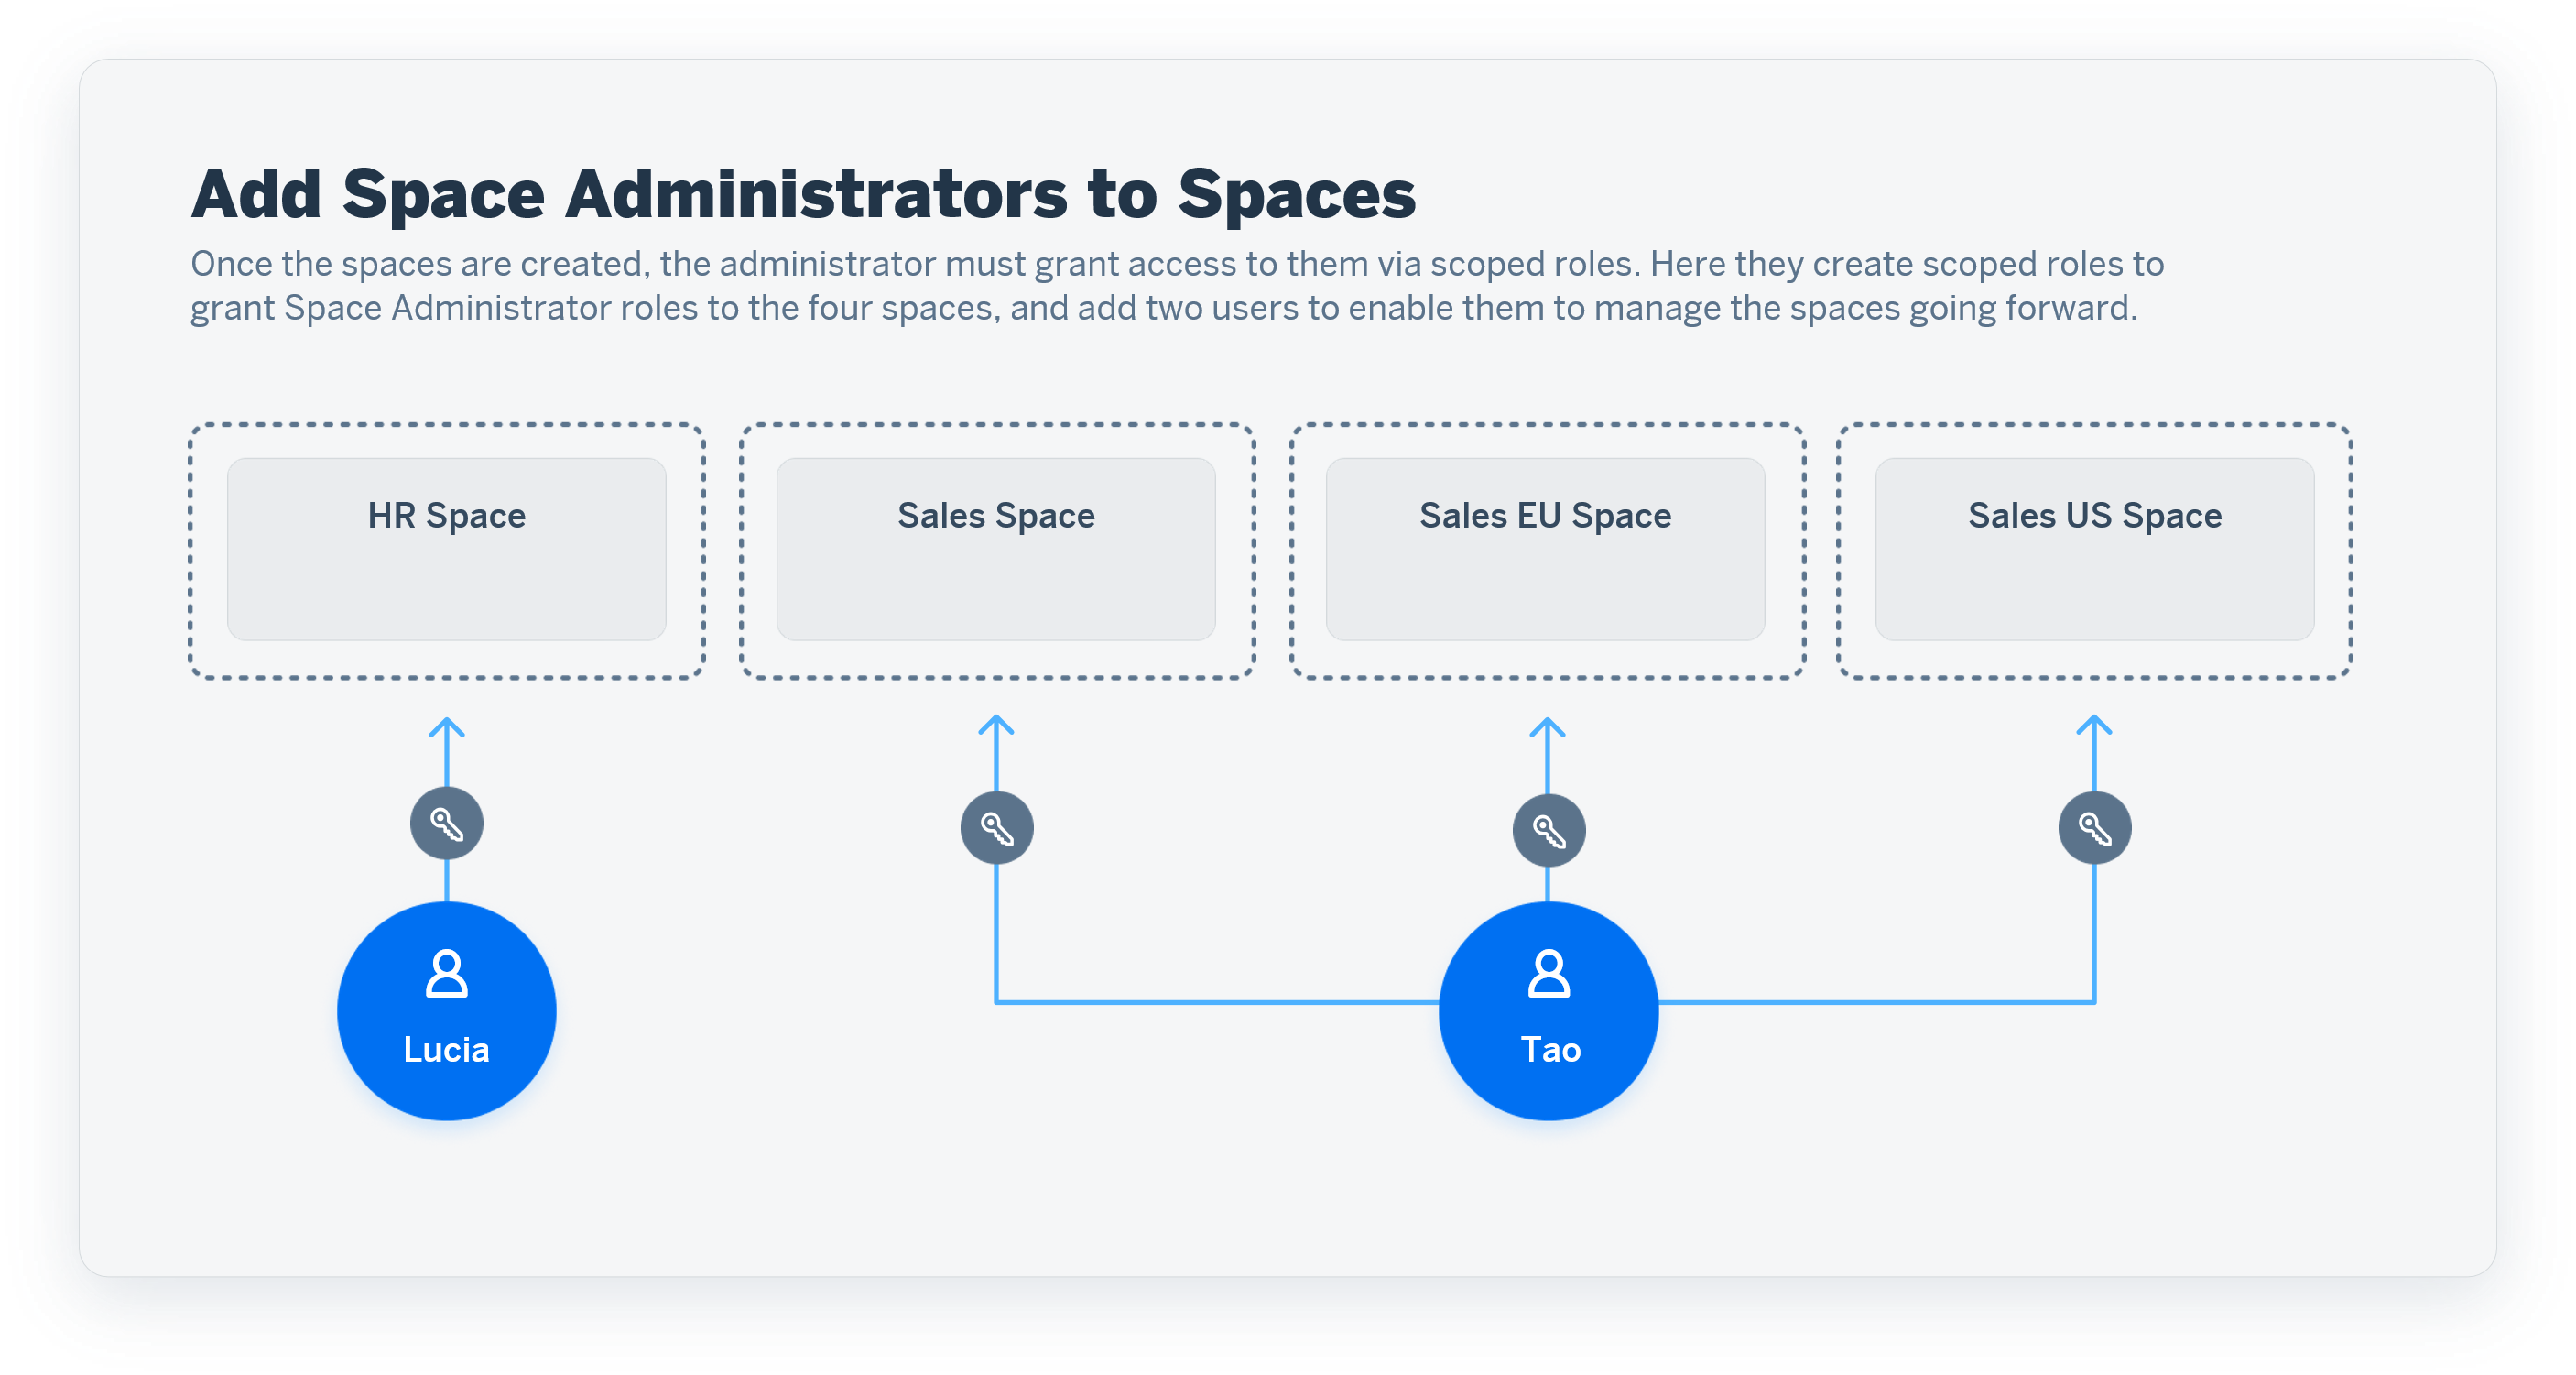 Add Space Administrators to Spaces
Once the spaces are created, the administrator must grant access to them via scoped roles. Here they create scoped roles to
grant Space Administrator roles to the four spaces, and add two users to enable them to manage the spaces going forward.
HR Space
Sales Space
Sales EU Space
Sales US Space
Lucia
Tao